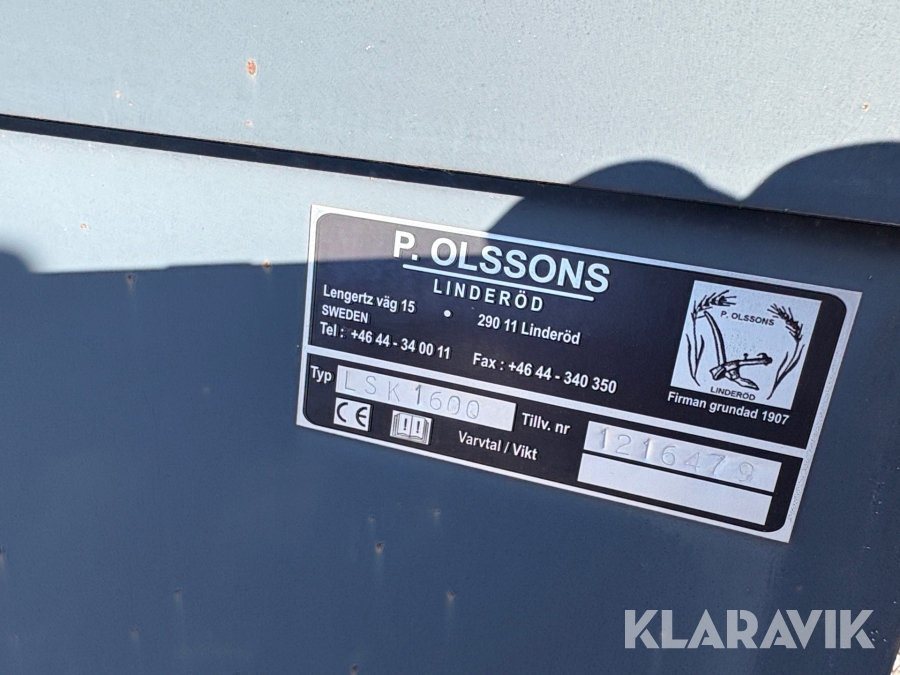 P. OLSSONS
LINDERÖD
Lengertz väg 15 • 290 11 Linderöd
SWEDEN
Tel : +46 44 - 34 00 11 Fax : +46 44 - 340 350
P. OLSSONS
LINDERÖD
Firman grundad 1907
Typ LSK1600 Tillv. nr 1216479
CE
Varvtal / Vikt
KLARAVIK